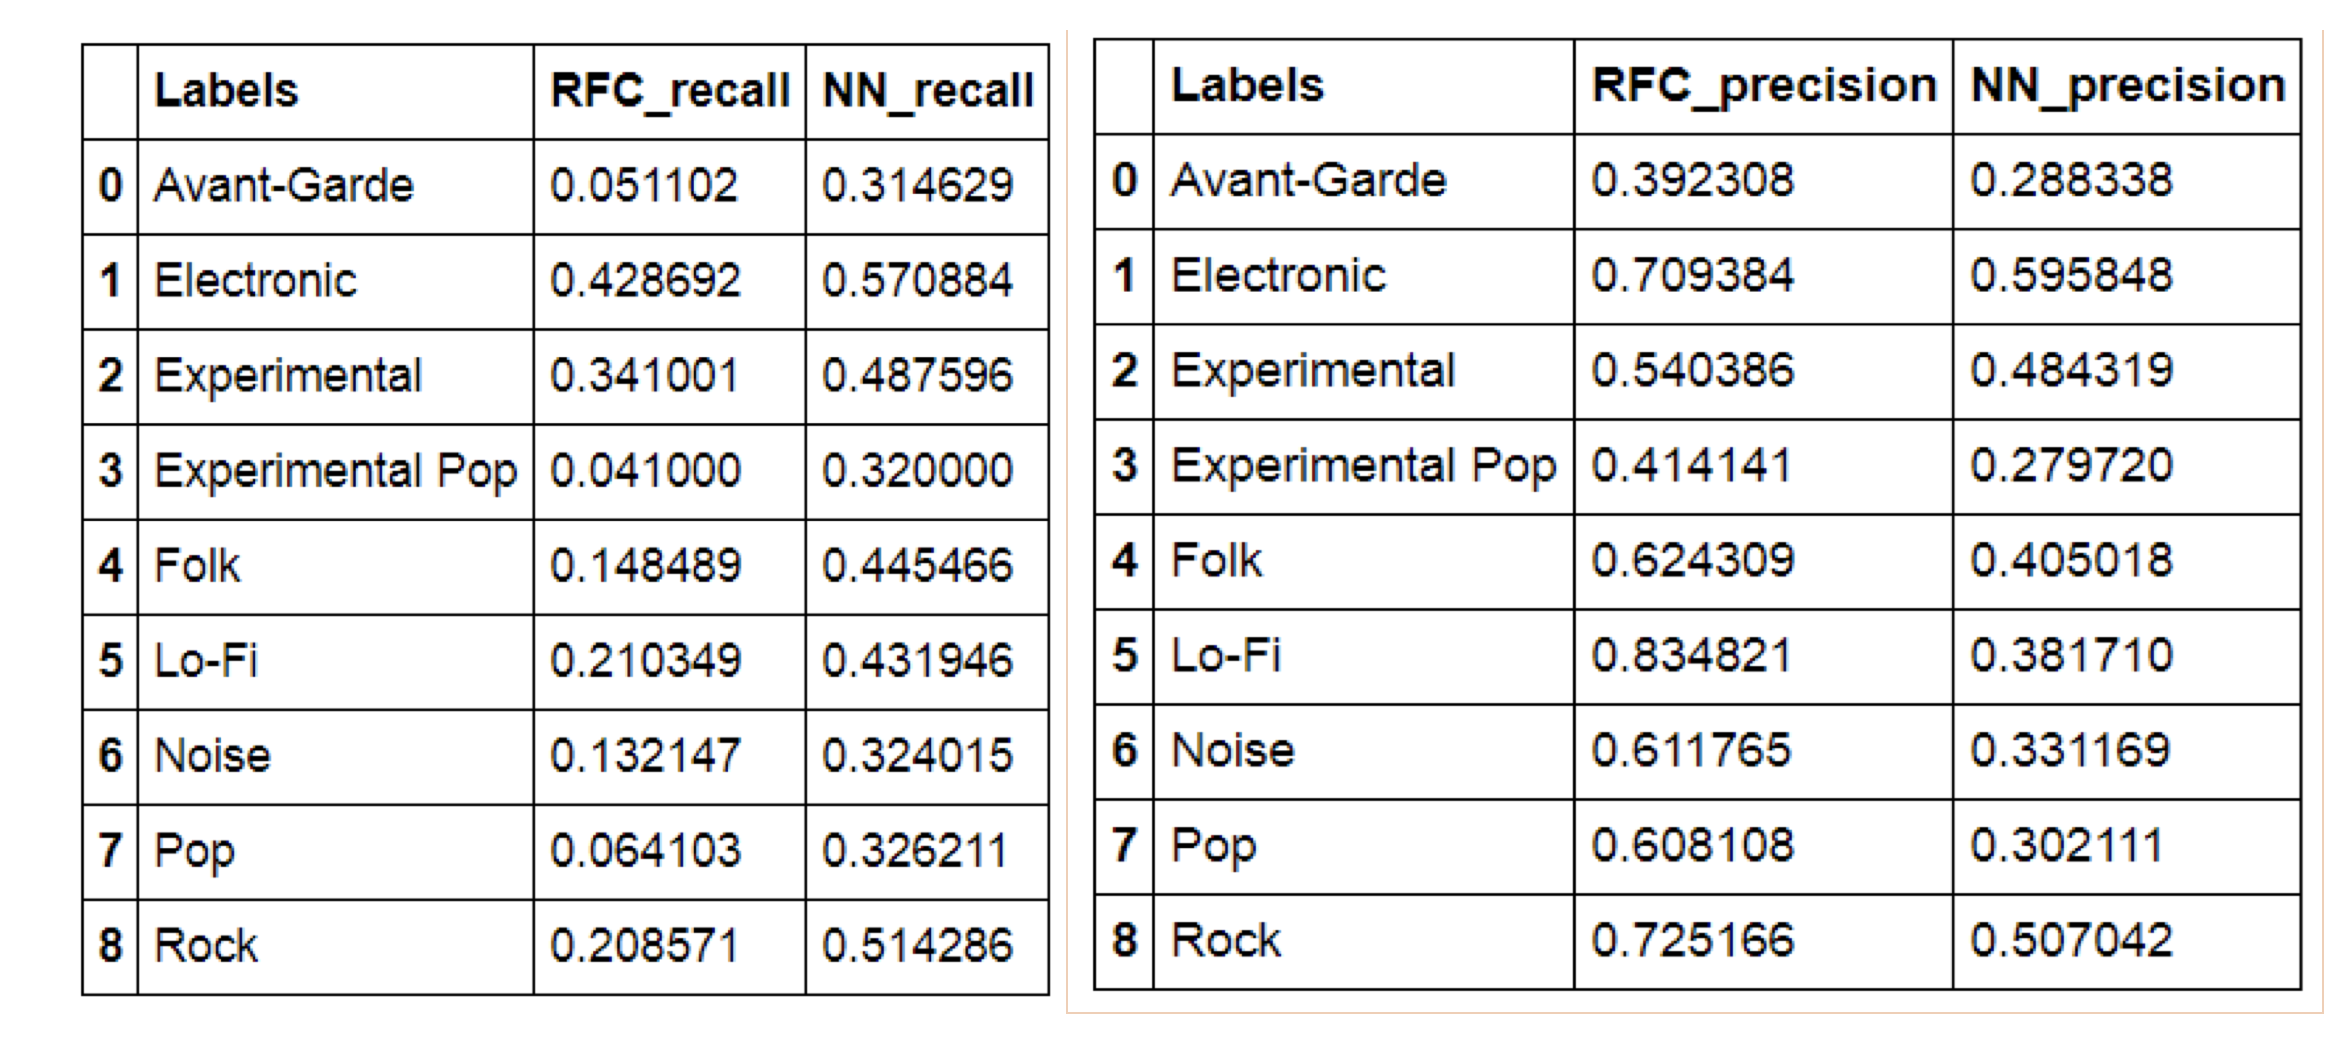 Labels RFC_recall NN_recall
0 Avant-Garde 0.051102 0.314629
1 Electronic 0.428692 0.570884
2 Experimental 0.341001 0.487596
3 Experimental Pop 0.041000 0.320000
4 Folk 0.148489 0.445466
5 Lo-Fi 0.210349 0.431946
6 Noise 0.132147 0.324015
7 Pop 0.064103 0.326211
8 Rock 0.208571 0.514286
Labels RFC_precision NN_precision
0 Avant-Garde 0.392308 0.288338
1 Electronic 0.709384 0.595848
2 Experimental 0.540386 0.484319
3 Experimental Pop 0.414141 0.279720
4 Folk 0.624309 0.405018
5 Lo-Fi 0.834821 0.381710
6 Noise 0.611765 0.331169
7 Pop 0.608108 0.302111
8 Rock 0.725166 0.507042